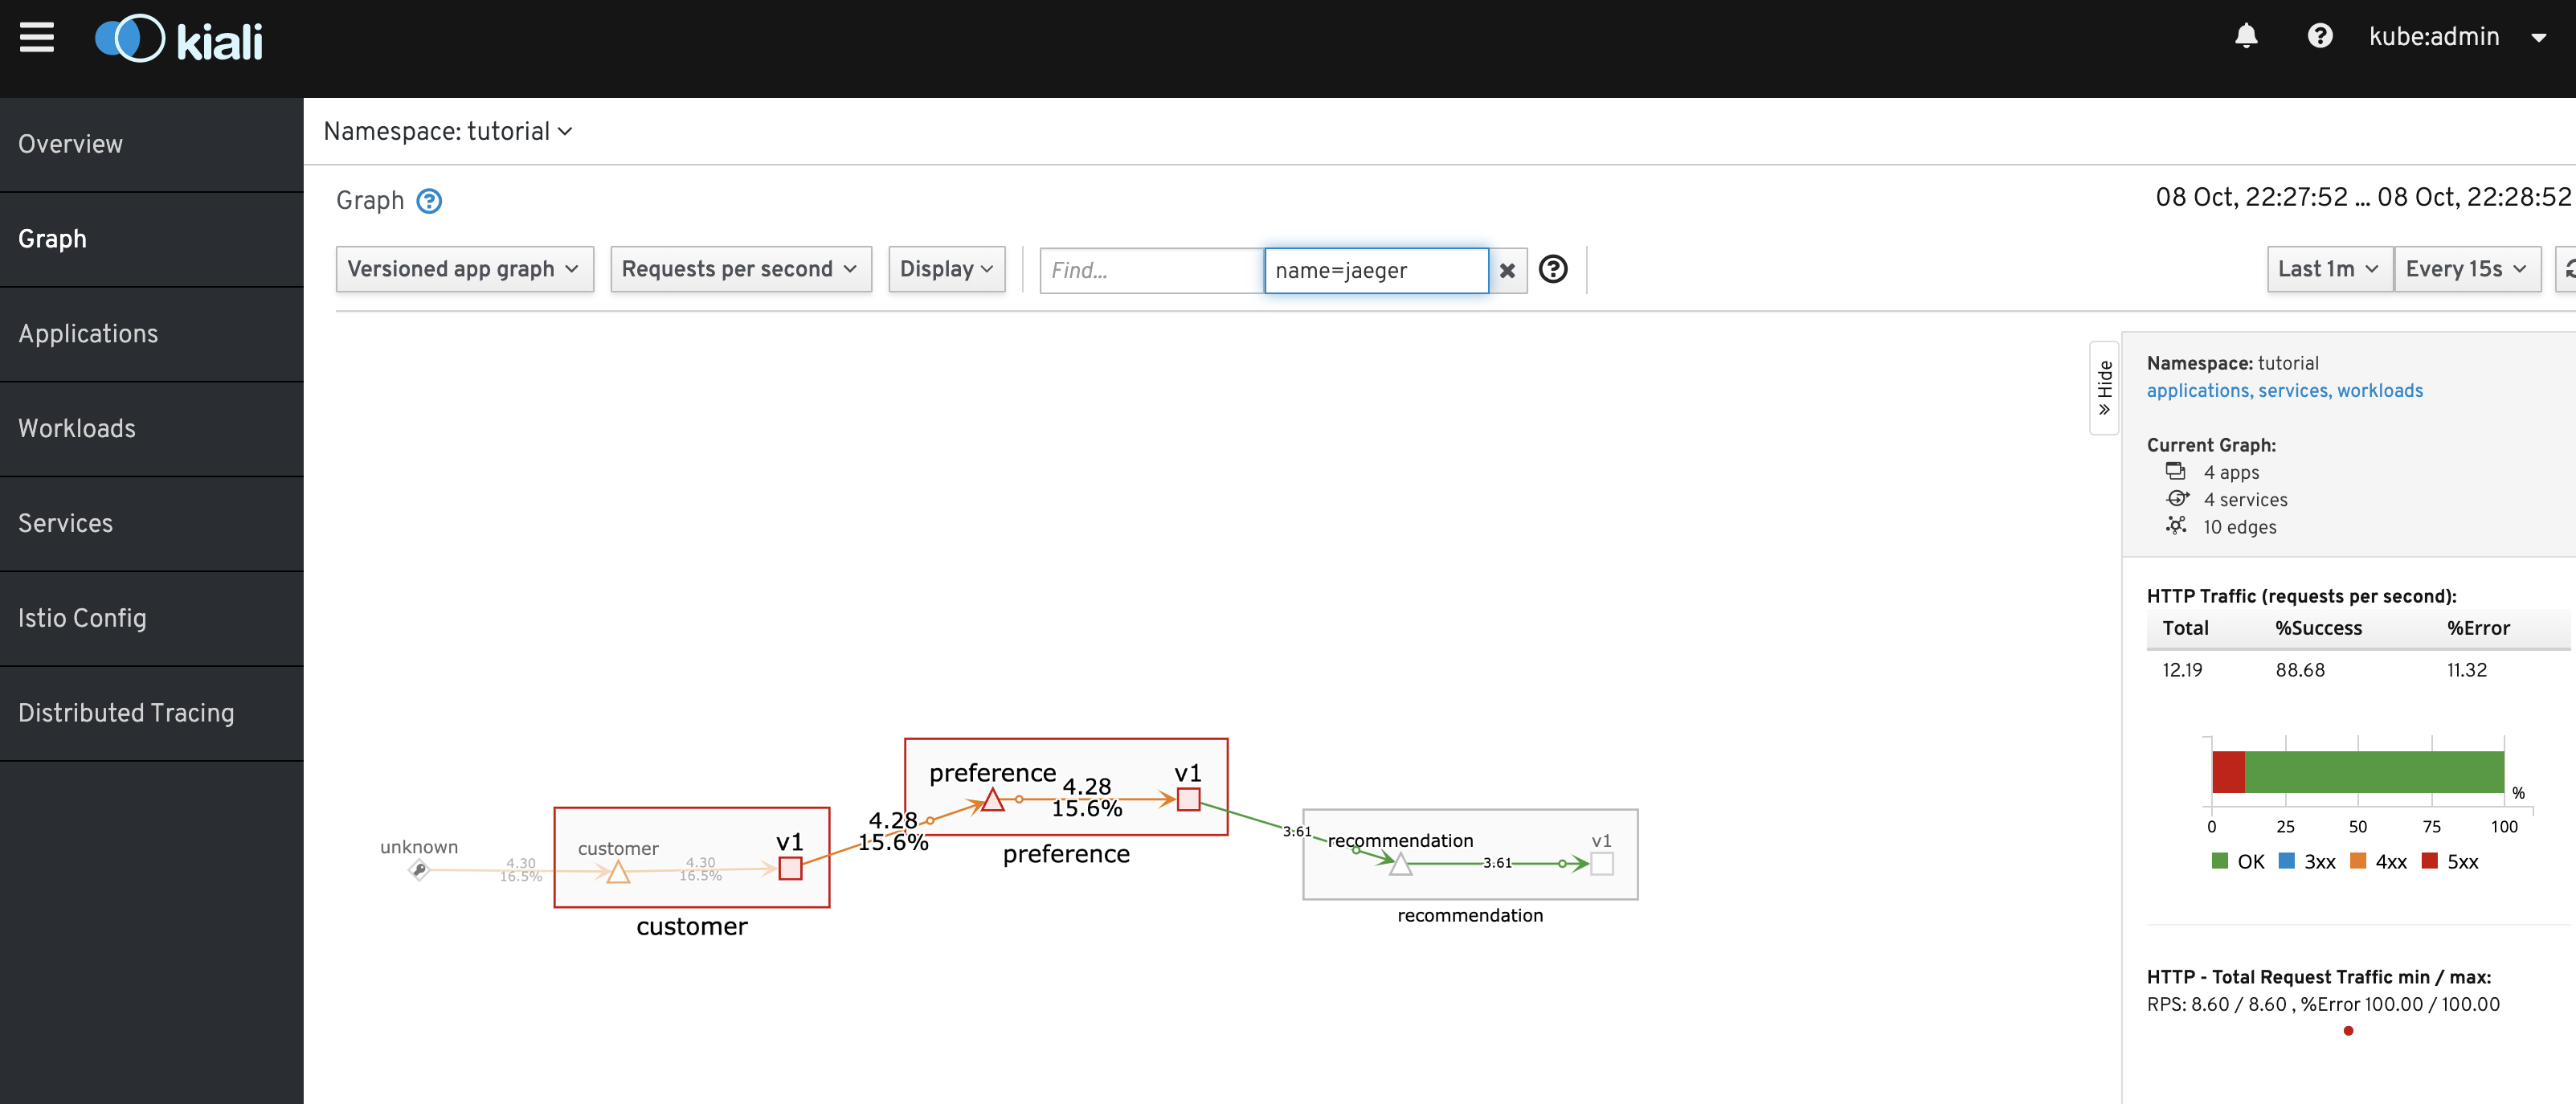 kiali
kube:admin
Overview
Graph
Applications
Workloads
Services
Istio Config
Distributed Tracing
Namespace: tutorial
Graph
08 Oct, 22:27:52 ... 08 Oct, 22:28:52
Versioned app graph
Requests per second
Display
Find...
name=jaeger
Last 1m
Every 15s
Hide
Namespace: tutorial
applications, services, workloads
Current Graph:
4 apps
4 services
10 edges
HTTP Traffic (requests per second):
Total %Success %Error
12.19 88.68 11.32
%
0 25 50 75 100
OK 3xx 4xx 5xx
HTTP - Total Request Traffic min / max:
RPS: 8.60 / 8.60 , %Error 100.00 / 100.00
unknown
4.30
16.5%
customer
4.30
16.5%
v1
customer
4.28
15.6%
preference
4.28
15.6%
v1
preference
3.61
recommendation
3.61
v1
recommendation